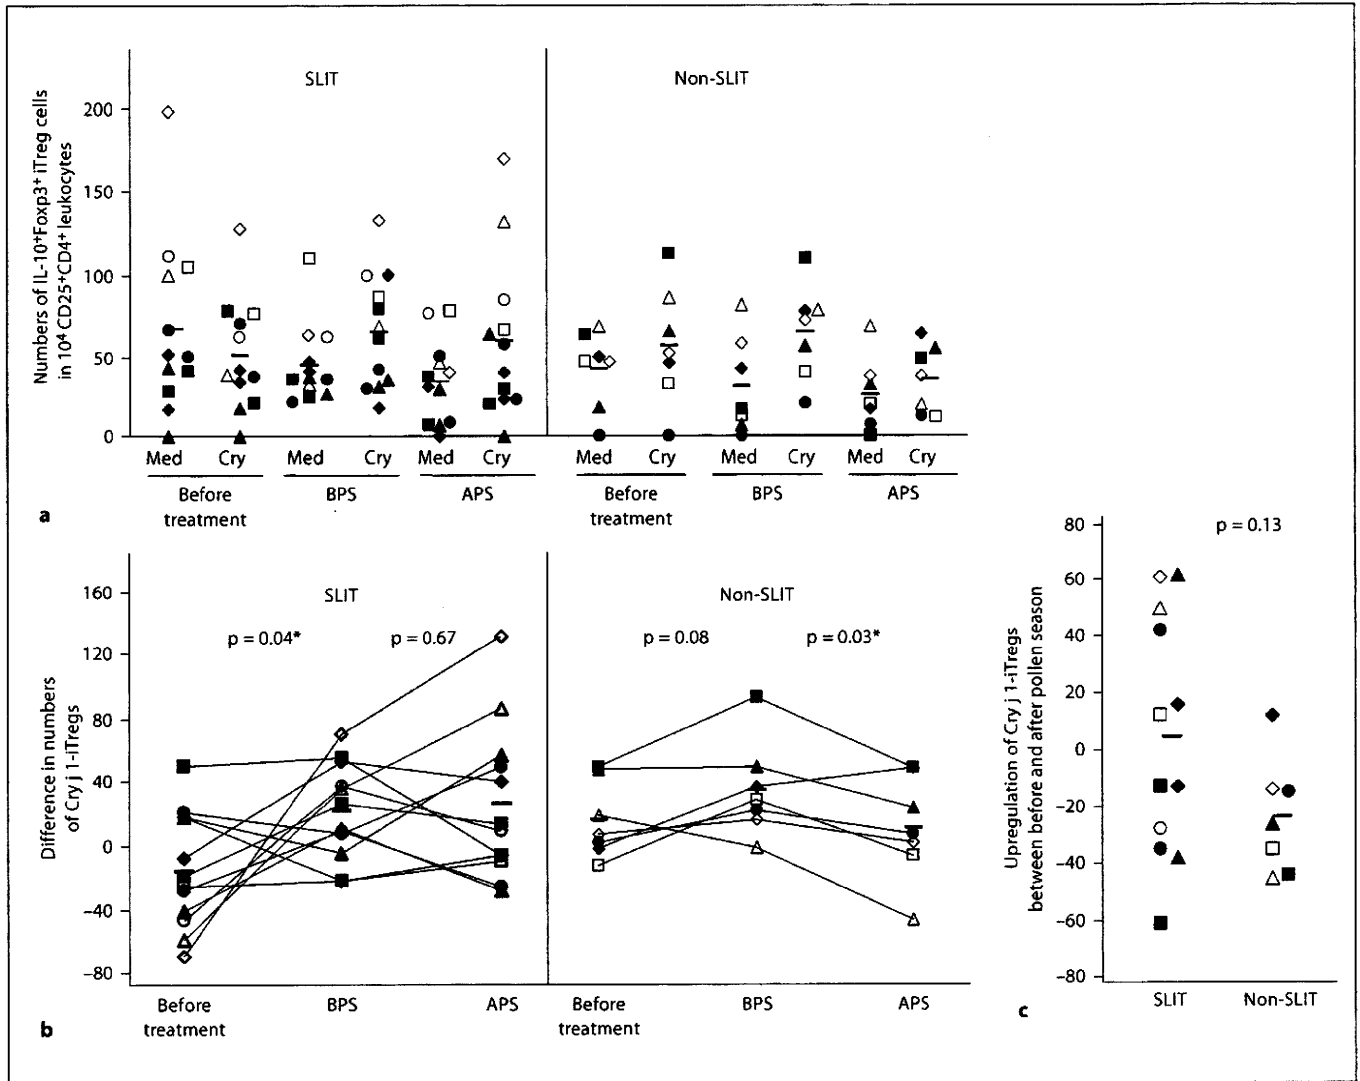 SLIT
Non-SLIT
Numbers of IL-10⁺Foxp3⁺ iTreg cells
in 10⁴ CD25⁺CD4⁺ leukocytes
200
150
100
50
0
Med Cry Med Cry Med Cry Med Cry Med Cry Med Cry
Before BPS APS Before BPS APS
treatment treatment
a
SLIT
Non-SLIT
p = 0.04* p = 0.67 p = 0.08 p = 0.03*
Difference in numbers
of Cry j 1-iTregs
160
120
80
40
0
−40
−80
Before BPS APS Before BPS APS
treatment treatment
b
p = 0.13
Upregulation of Cry j 1-iTregs
between before and after pollen season
80
60
40
20
0
−20
−40
−60
−80
SLIT Non-SLIT
c